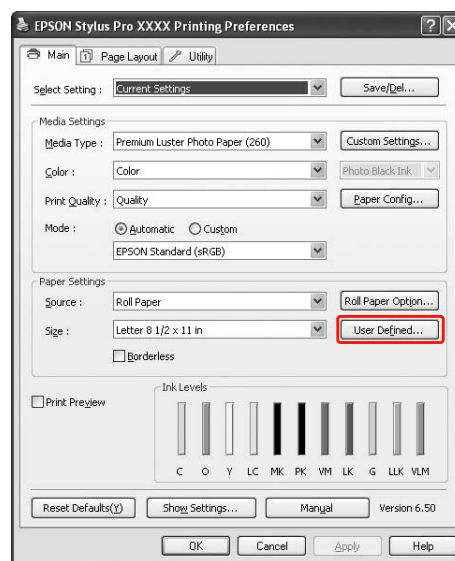 EPSON Stylus Pro XXXX Printing Preferences
Main Page Layout Utility
Select Setting : Current Settings Save/Del...
Media Settings
Media Type : Premium Luster Photo Paper (260) Custom Settings...
Color : Color Photo Black Ink
Print Quality : Quality Paper Config...
Mode : Automatic Custom
EPSON Standard (sRGB)
Paper Settings
Source : Roll Paper Roll Paper Option...
Size : Letter 8 1/2 x 11 in User Defined...
Borderless
Print Preview
Ink Levels
C O Y LC MK PK VM LK G LLK VLM
Reset Defaults(Y) Show Settings... Manual Version 6.50
OK Cancel Apply Help